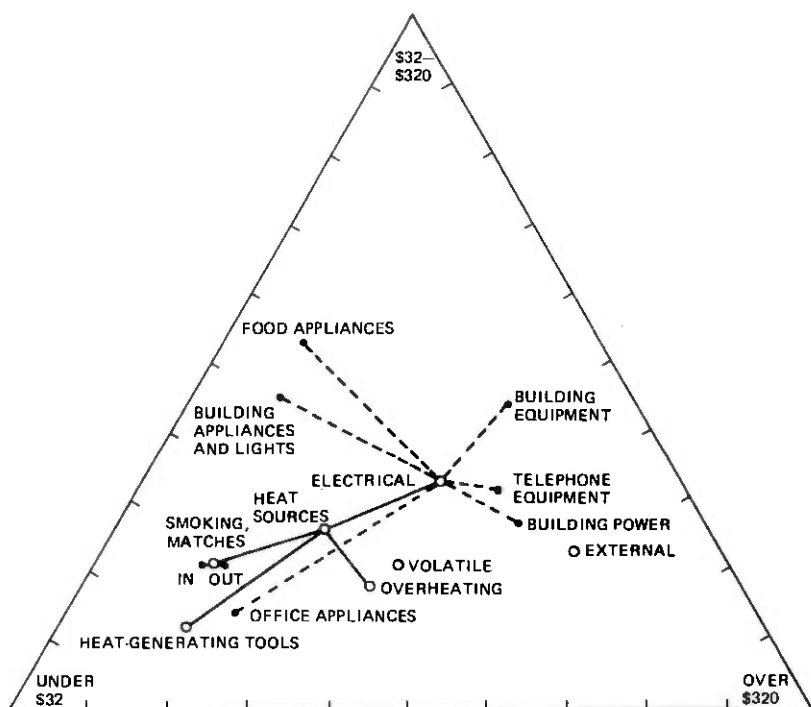 $32–
$320
FOOD APPLIANCES
BUILDING
EQUIPMENT
BUILDING
APPLIANCES
AND LIGHTS
ELECTRICAL
TELEPHONE
EQUIPMENT
HEAT
SOURCES
SMOKING,
MATCHES
BUILDING POWER
EXTERNAL
VOLATILE
IN OUT
OVERHEATING
OFFICE APPLIANCES
HEAT-GENERATING TOOLS
UNDER
$32
OVER
$320